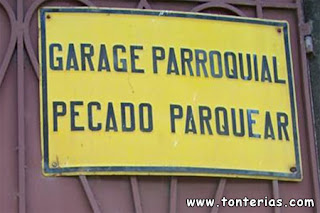 GARAGE PARROQUIAL
PECADO PARQUEAR
www.tonterias.com